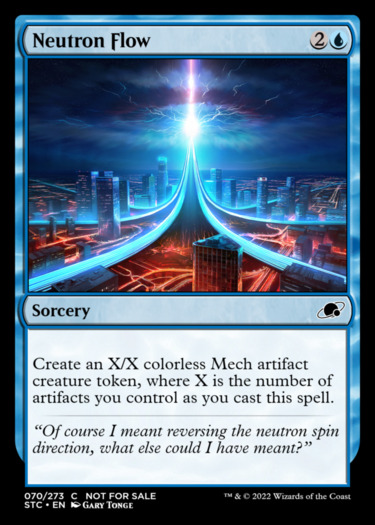 Neutron Flow 2
Sorcery
Create an X/X colorless Mech artifact
creature token, where X is the number of
artifacts you control as you cast this spell.
“Of course I meant reversing the neutron spin
direction, what else could I have meant?”
070/273 C NOT FOR SALE ™ & © 2022 Wizards of the Coast
STC • EN Gary Tonge